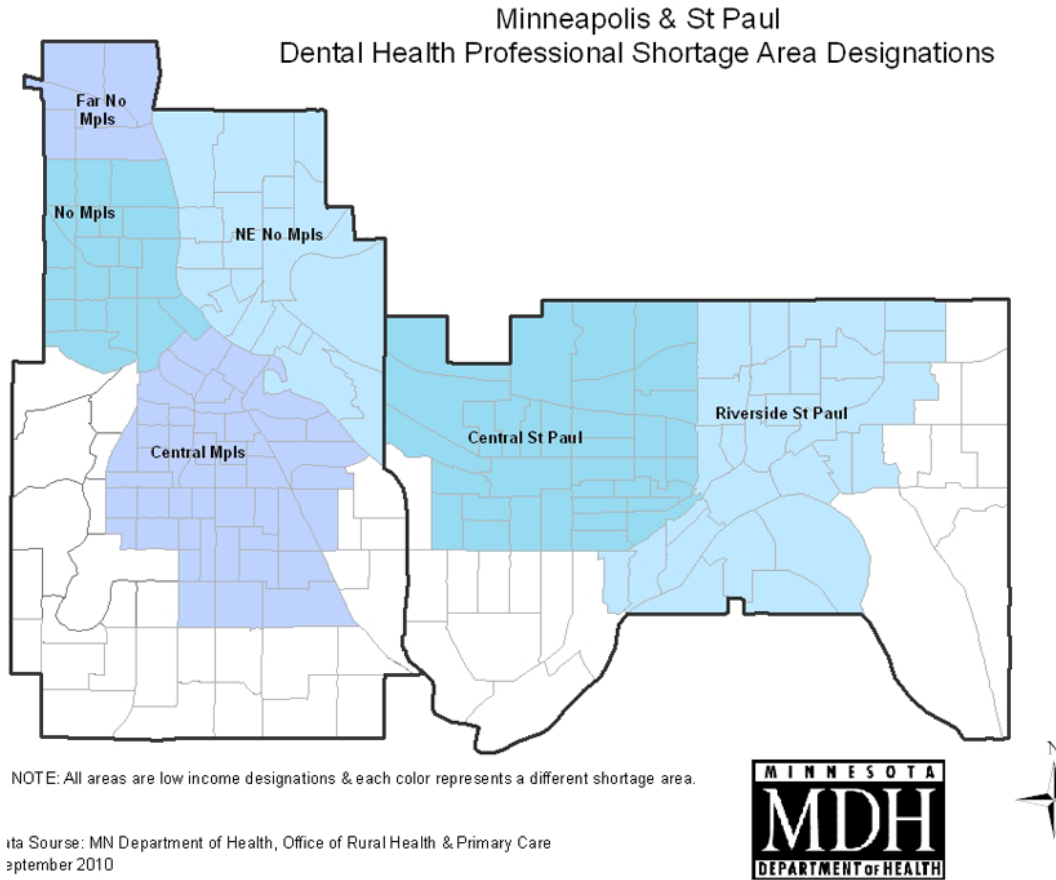 Minneapolis & St Paul
Dental Health Professional Shortage Area Designations
Far No
Mpls
No Mpls
NE No Mpls
Riverside St Paul
Central St Paul
Central Mpls
NOTE: All areas are low income designations & each color represents a different shortage area.
N
MINNESOTA
MDH
DEPARTMENT OF HEALTH
ata Sourse: MN Department of Health, Office of Rural Health & Primary Care
eptember 2010